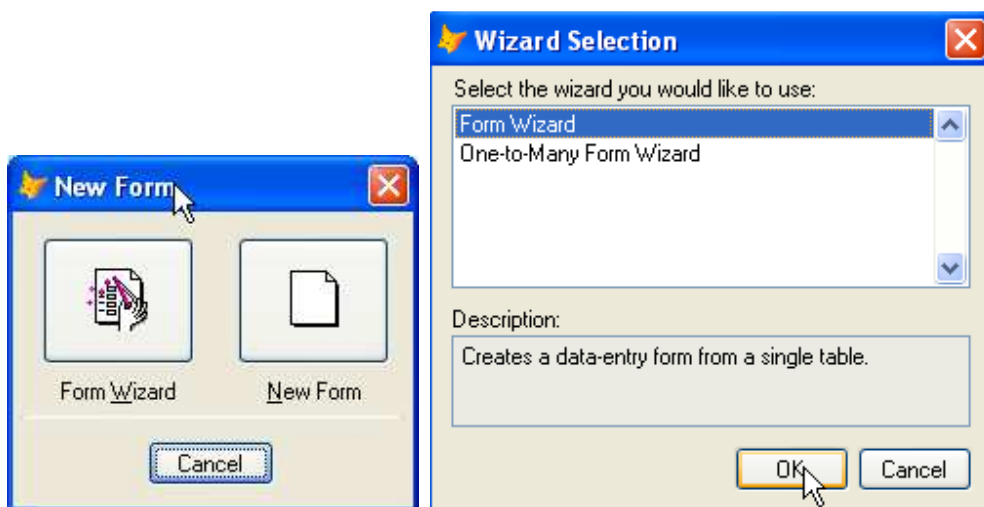 New Form
Form Wizard
New Form
Cancel
Wizard Selection
Select the wizard you would like to use:
Form Wizard
One-to-Many Form Wizard
Description:
Creates a data-entry form from a single table.
OK
Cancel